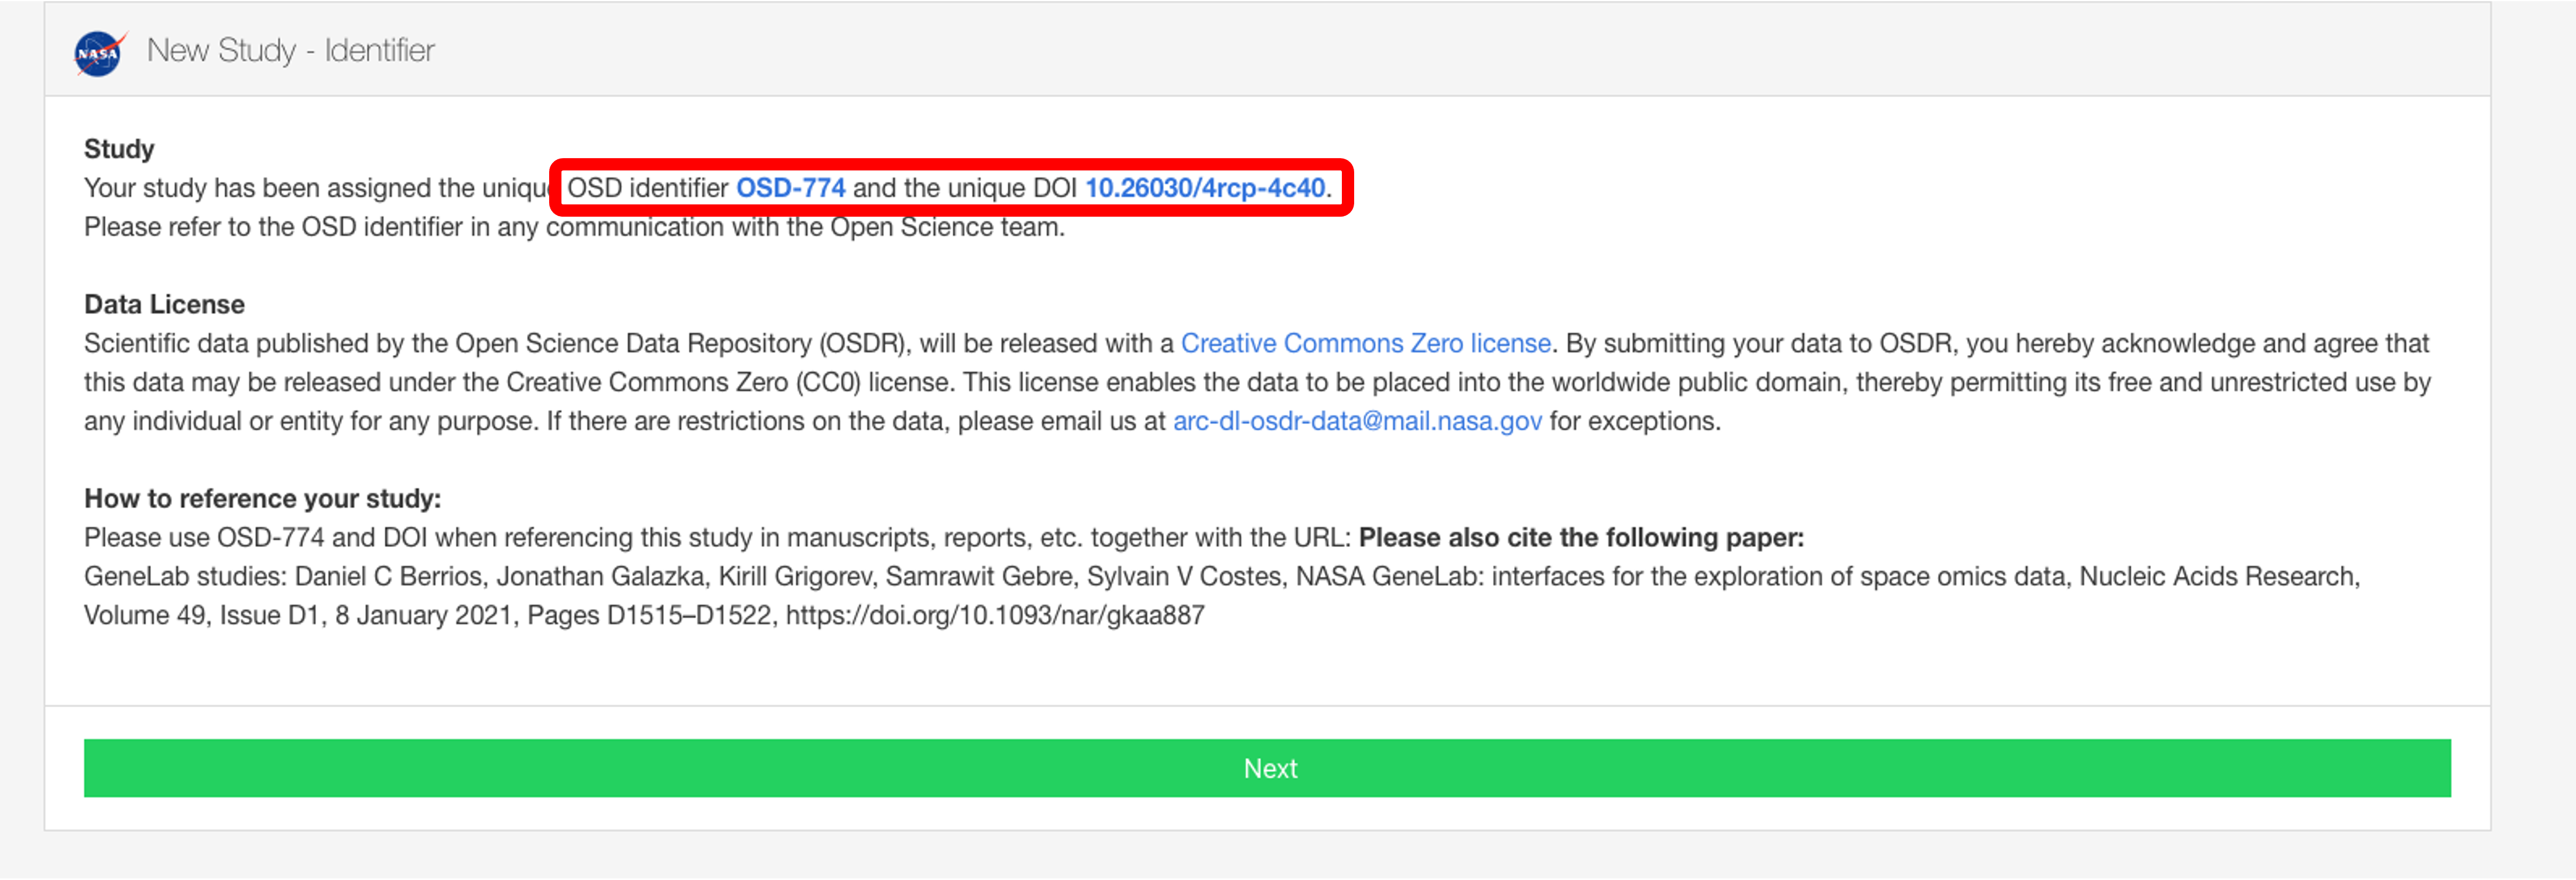 NASA
New Study - Identifier
Study
Your study has been assigned the unique OSD identifier OSD-774 and the unique DOI 10.26030/4rcp-4c40.
Please refer to the OSD identifier in any communication with the Open Science team.
Data License
Scientific data published by the Open Science Data Repository (OSDR), will be released with a Creative Commons Zero license. By submitting your data to OSDR, you hereby acknowledge and agree that
this data may be released under the Creative Commons Zero (CC0) license. This license enables the data to be placed into the worldwide public domain, thereby permitting its free and unrestricted use by
any individual or entity for any purpose. If there are restrictions on the data, please email us at arc-dl-osdr-data@mail.nasa.gov for exceptions.
How to reference your study:
Please use OSD-774 and DOI when referencing this study in manuscripts, reports, etc. together with the URL: Please also cite the following paper:
GeneLab studies: Daniel C Berrios, Jonathan Galazka, Kirill Grigorev, Samrawit Gebre, Sylvain V Costes, NASA GeneLab: interfaces for the exploration of space omics data, Nucleic Acids Research,
Volume 49, Issue D1, 8 January 2021, Pages D1515–D1522, https://doi.org/10.1093/nar/gkaa887
Next